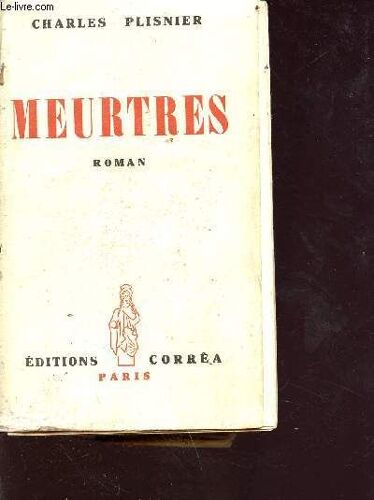 Le-livre.com
CHARLES PLISNIER
MEURTRES
ROMAN
ÉDITIONS CORRÊA
PARIS